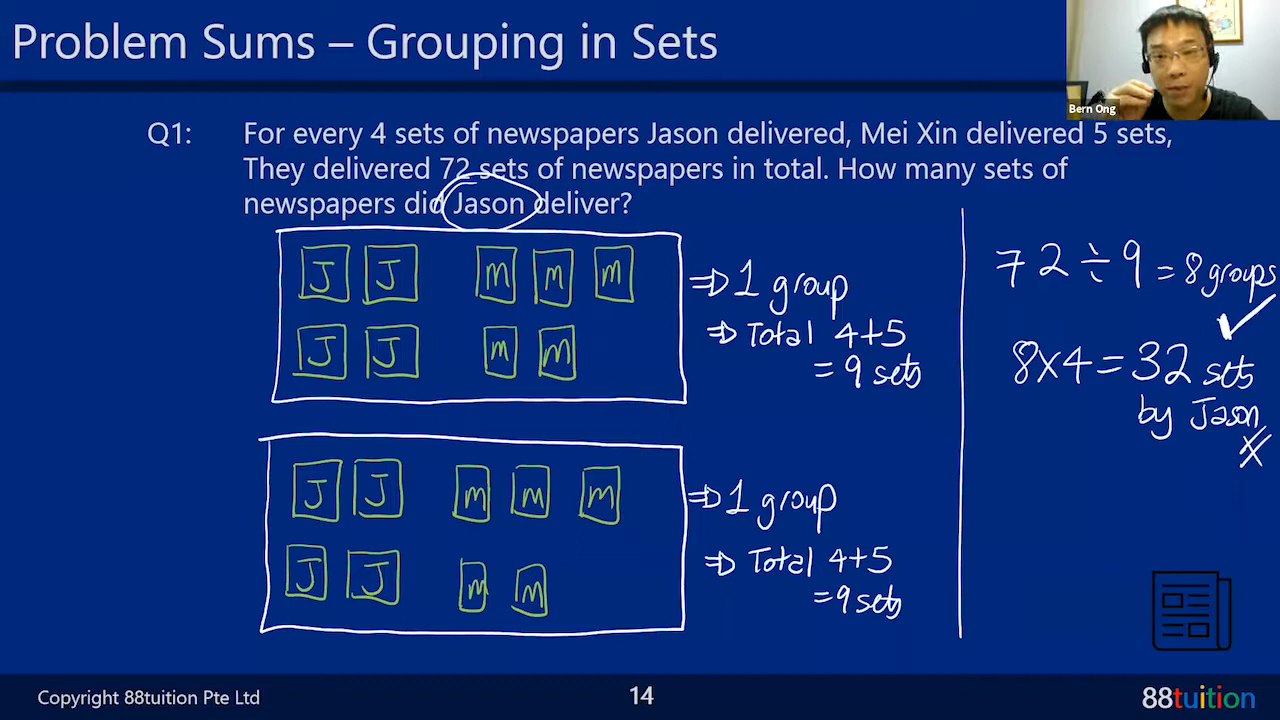 Problem Sums – Grouping in Sets
Bern Ong
Q1: For every 4 sets of newspapers Jason delivered, Mei Xin delivered 5 sets,
They delivered 72 sets of newspapers in total. How many sets of
newspapers did Jason deliver?
J J m m m
J J m m
⇒ 1 group
⇒ Total 4+5
= 9 sets
J J m m m
J J m m
⇒ 1 group
⇒ Total 4+5
= 9 sets
72 ÷ 9 = 8 groups
8x4 = 32 sets
by Jason
Copyright 88tuition Pte Ltd
14
88tuition